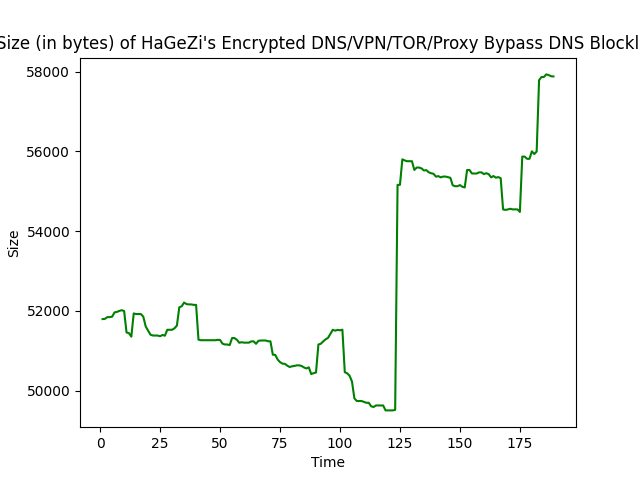 Size (in bytes) of HaGeZi's Encrypted DNS/VPN/TOR/Proxy Bypass DNS Blockl
58000
56000
54000
52000
50000
Size
0 25 50 75 100 125 150 175
Time